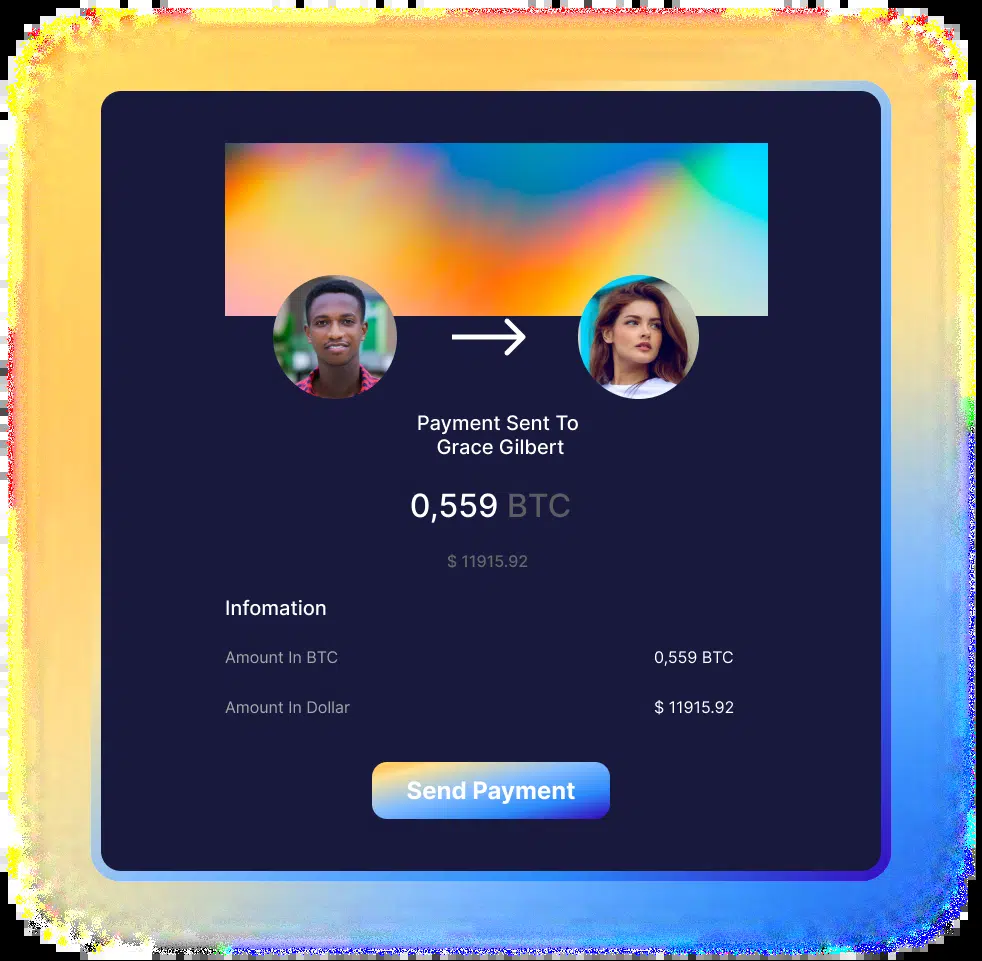 Payment Sent To
Grace Gilbert
0,559 BTC
$ 11915.92
Infomation
Amount In BTC 0,559 BTC
Amount In Dollar $ 11915.92
Send Payment